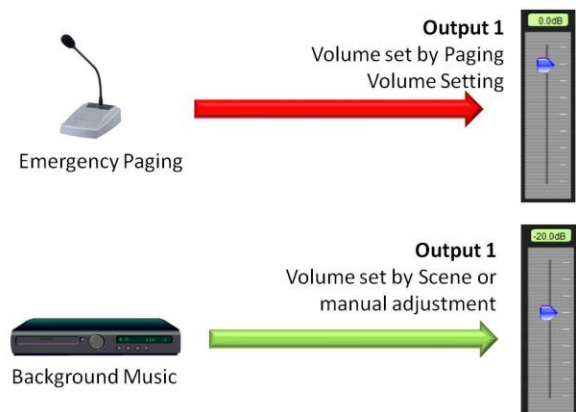 Output 1
Volume set by Paging
Volume Setting
0.0dB
Emergency Paging
Output 1
Volume set by Scene or
manual adjustment
-20.0dB
Background Music